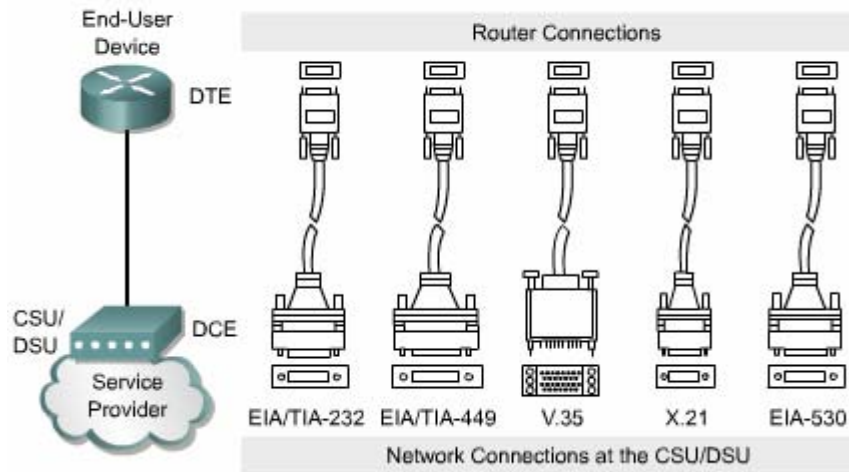 End-User
Device
DTE
CSU/
DSU
DCE
Service
Provider
Router Connections
EIA/TIA-232 EIA/TIA-449 V.35 X.21 EIA-530
Network Connections at the CSU/DSU